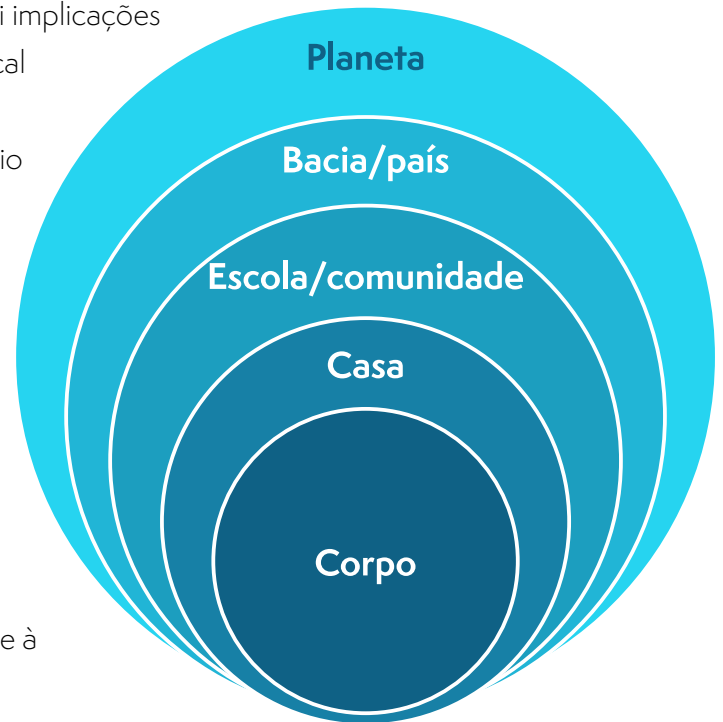 i implicações
cal
io
e à
Planeta
Bacia/país
Escola/comunidade
Casa
Corpo